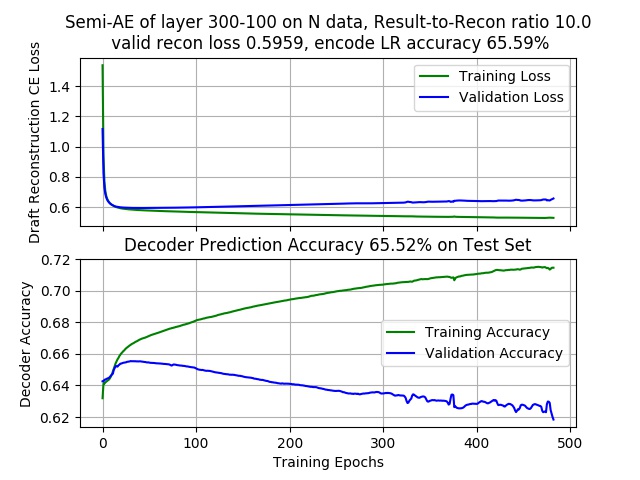 Semi-AE of layer 300-100 on N data, Result-to-Recon ratio 10.0
valid recon loss 0.5959, encode LR accuracy 65.59%
Draft Reconstruction CE Loss
1.4
1.2
1.0
0.8
0.6
Training Loss
Validation Loss
Decoder Prediction Accuracy 65.52% on Test Set
Decoder Accuracy
0.72
0.70
0.68
0.66
0.64
0.62
Training Accuracy
Validation Accuracy
0 100 200 300 400 500
Training Epochs